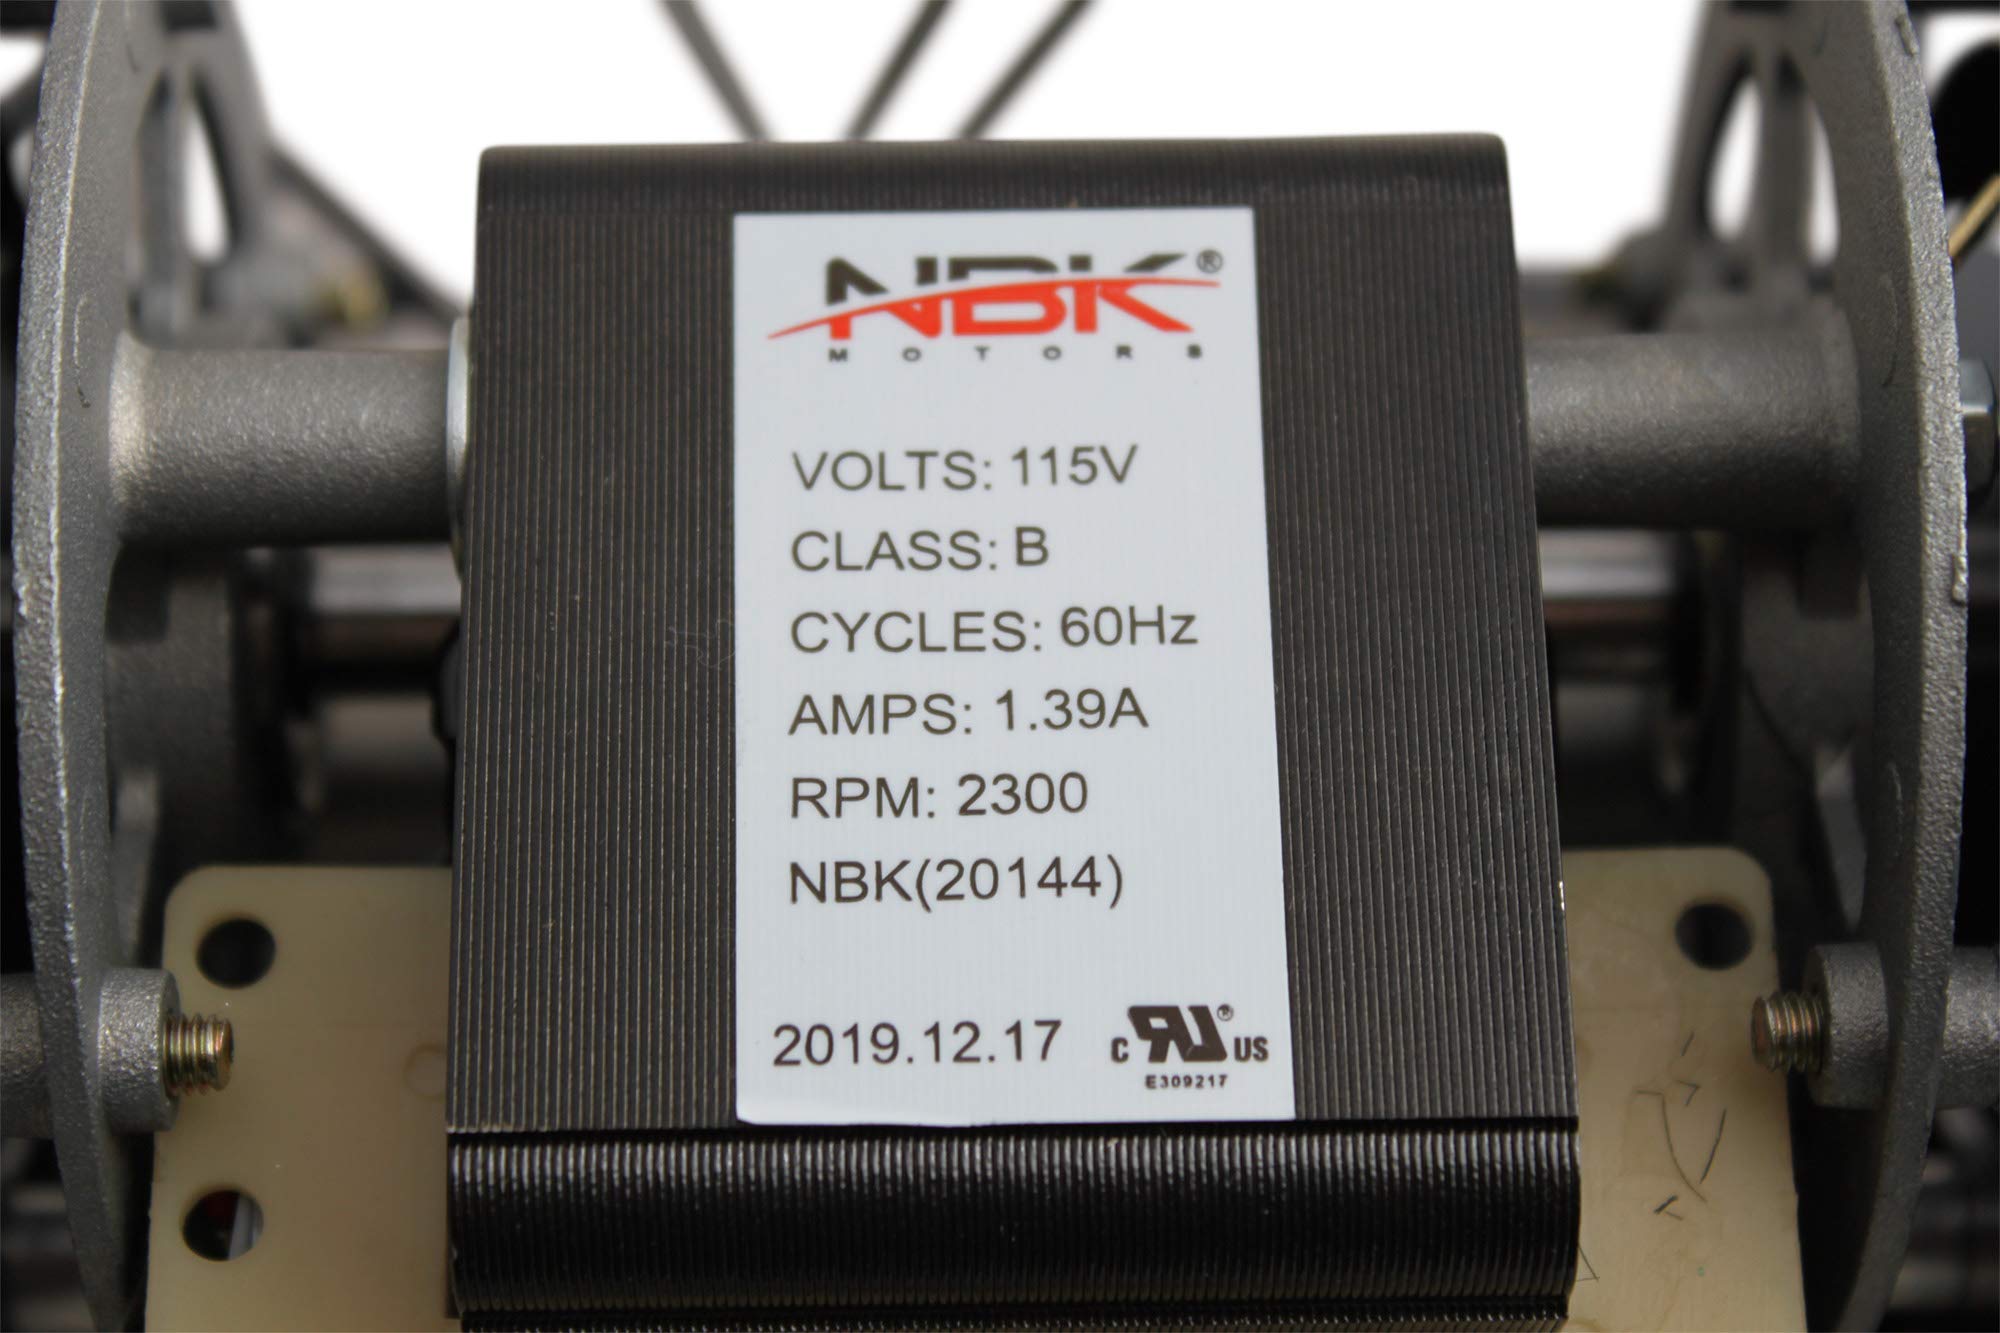 NBK®
MOTORS
VOLTS: 115V
CLASS: B
CYCLES: 60Hz
AMPS: 1.39A
RPM: 2300
NBK(20144)
2019.12.17
c RU® US
E309217